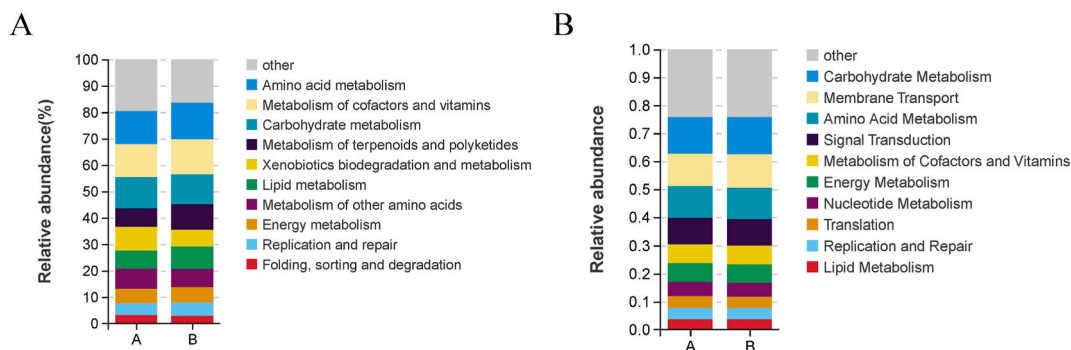 A
Relative abundance(%)
100
90
80
70
60
50
40
30
20
10
0
A
B
other
Amino acid metabolism
Metabolism of cofactors and vitamins
Carbohydrate metabolism
Metabolism of terpenoids and polyketides
Xenobiotics biodegradation and metabolism
Lipid metabolism
Metabolism of other amino acids
Energy metabolism
Replication and repair
Folding, sorting and degradation
B
Relative abundance
1.0
0.9
0.8
0.7
0.6
0.5
0.4
0.3
0.2
0.1
0.0
A
B
other
Carbohydrate Metabolism
Membrane Transport
Amino Acid Metabolism
Signal Transduction
Metabolism of Cofactors and Vitamins
Energy Metabolism
Nucleotide Metabolism
Translation
Replication and Repair
Lipid Metabolism